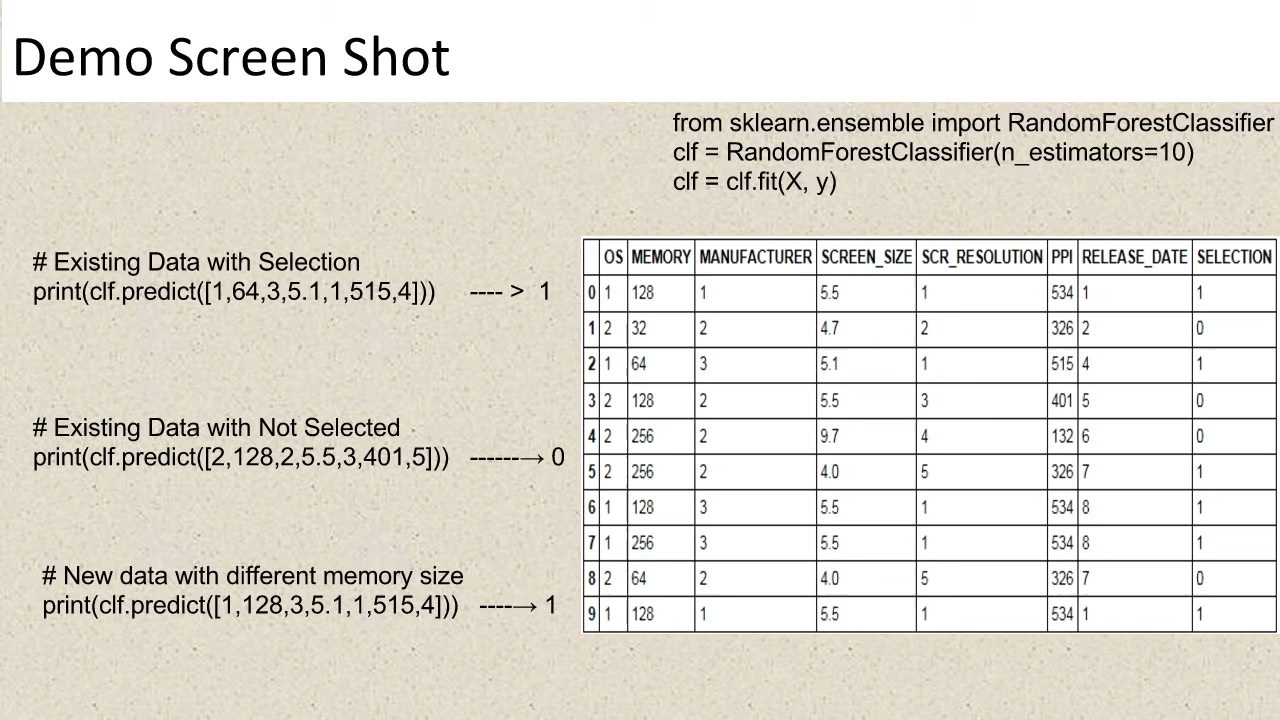 Demo Screen Shot
from sklearn.ensemble import RandomForestClassifier
clf = RandomForestClassifier(n_estimators=10)
clf = clf.fit(X, y)
# Existing Data with Selection
print(clf.predict([1,64,3,5.1,1,515,4])) ---- > 1
# Existing Data with Not Selected
print(clf.predict([2,128,2,5.5,3,401,5])) ------→ 0
# New data with different memory size
print(clf.predict([1,128,3,5.1,1,515,4])) ----→ 1
OS MEMORY MANUFACTURER SCREEN_SIZE SCR_RESOLUTION PPI RELEASE_DATE SELECTION
0 1 128 1 5.5 1 534 1 1
1 2 32 2 4.7 2 326 2 0
2 1 64 3 5.1 1 515 4 1
3 2 128 2 5.5 3 401 5 0
4 2 256 2 9.7 4 132 6 0
5 2 256 2 4.0 5 326 7 1
6 1 128 3 5.5 1 534 8 1
7 1 256 3 5.5 1 534 8 1
8 2 64 2 4.0 5 326 7 0
9 1 128 1 5.5 1 534 1 1